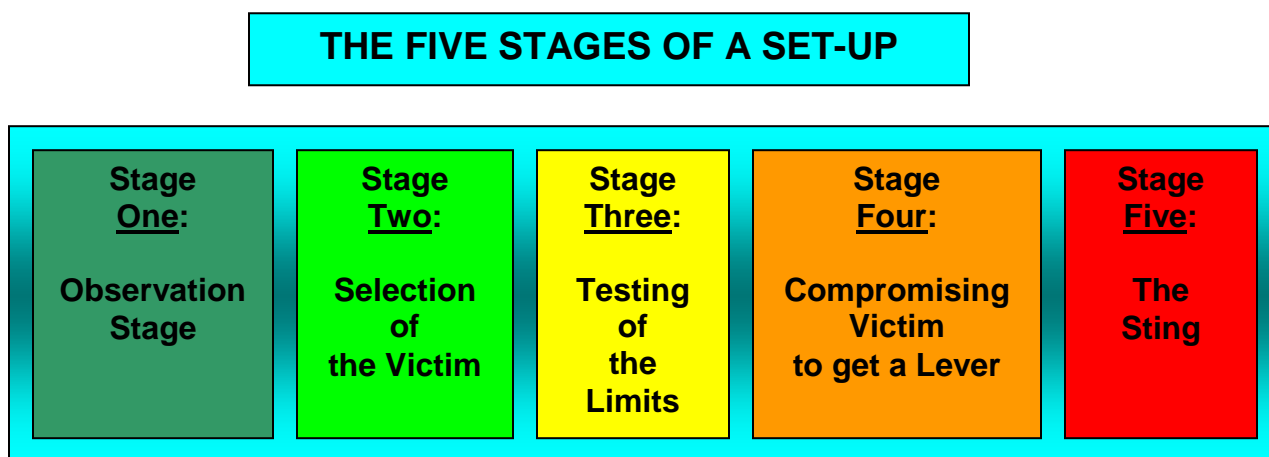 THE FIVE STAGES OF A SET-UP
Stage
One:
Observation
Stage
Stage
Two:
Selection
of
the Victim
Stage
Three:
Testing
of
the
Limits
Stage
Four:
Compromising
Victim
to get a Lever
Stage
Five:
The
Sting